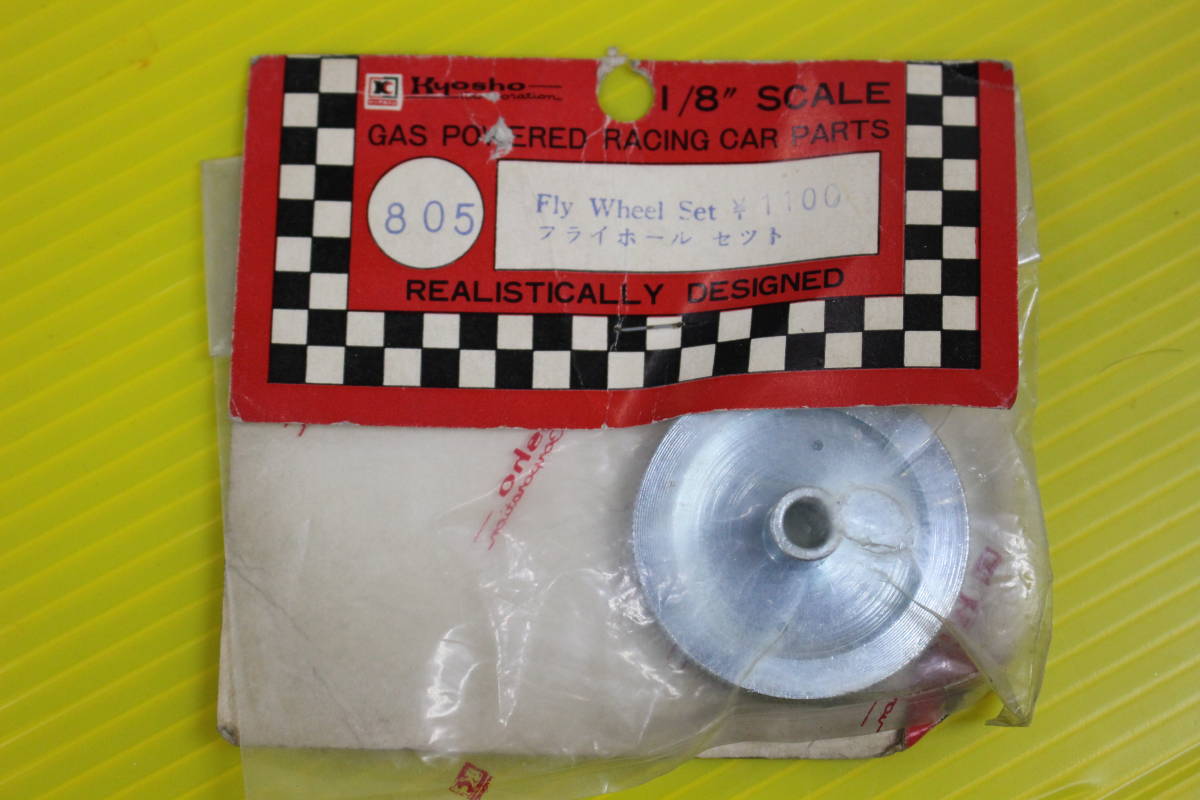 Kyosho
Corporation
1/8" SCALE
GAS POWERED RACING CAR PARTS
805
Fly Wheel Set ¥1100
フライホール セット
REALISTICALLY DESIGNED